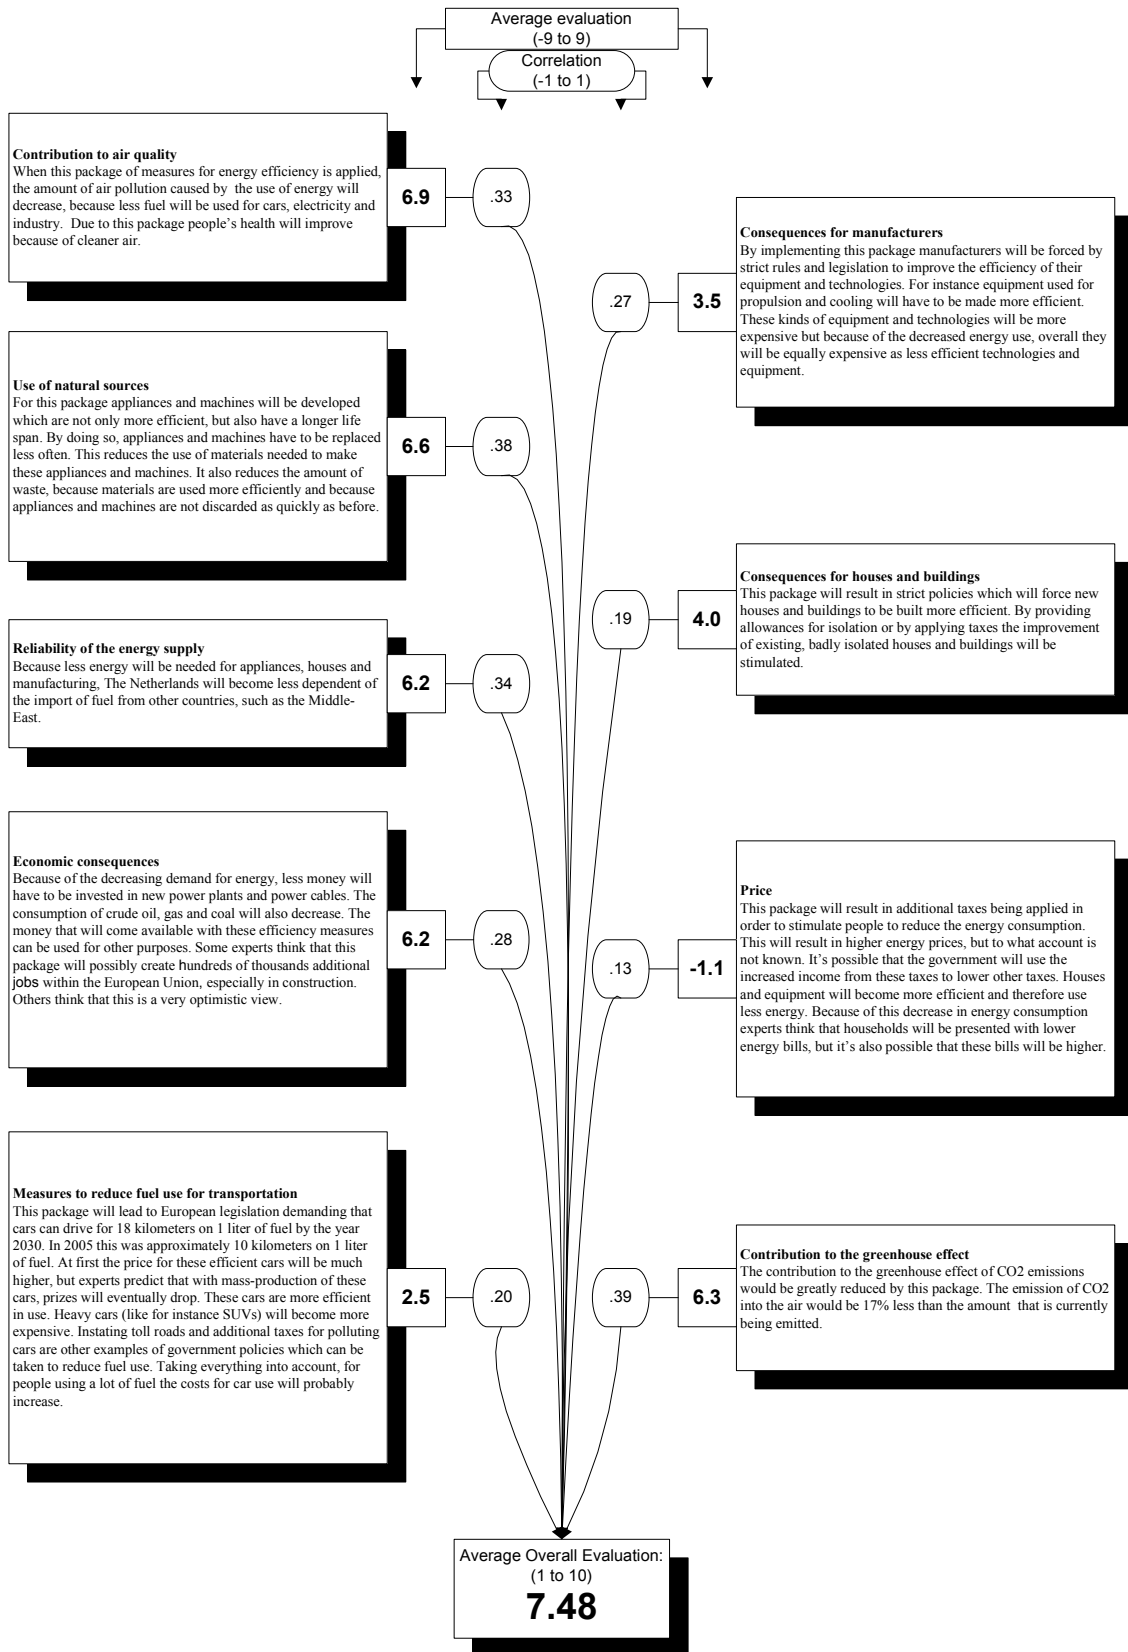 Average evaluation
(-9 to 9)
Correlation
(-1 to 1)
Contribution to air quality
When this package of measures for energy efficiency is applied,
the amount of air pollution caused by the use of energy will
decrease, because less fuel will be used for cars, electricity and
industry. Due to this package people's health will improve
because of cleaner air.
6.9
.33
Use of natural sources
For this package appliances and machines will be developed
which are not only more efficient, but also have a longer life
span. By doing so, appliances and machines have to be replaced
less often. This reduces the use of materials needed to make
these appliances and machines. It also reduces the amount of
waste, because materials are used more efficiently and because
appliances and machines are not discarded as quickly as before.
6.6
.38
Reliability of the energy supply
Because less energy will be needed for appliances, houses and
manufacturing, The Netherlands will become less dependent of
the import of fuel from other countries, such as the Middle-
East.
6.2
.34
Economic consequences
Because of the decreasing demand for energy, less money will
have to be invested in new power plants and power cables. The
consumption of crude oil, gas and coal will also decrease. The
money that will come available with these efficiency measures
can be used for other purposes. Some experts think that this
package will possibly create hundreds of thousands additional
jobs within the European Union, especially in construction.
Others think that this is a very optimistic view.
6.2
.28
Measures to reduce fuel use for transportation
This package will lead to European legislation demanding that
cars can drive for 18 kilometers on 1 liter of fuel by the year
2030. In 2005 this was approximately 10 kilometers on 1 liter
of fuel. At first the price for these efficient cars will be much
higher, but experts predict that with mass-production of these
cars, prizes will eventually drop. These cars are more efficient
in use. Heavy cars (like for instance SUVs) will become more
expensive. Instating toll roads and additional taxes for polluting
cars are other examples of government policies which can be
taken to reduce fuel use. Taking everything into account, for
people using a lot of fuel the costs for car use will probably
increase.
2.5
.20
Consequences for manufacturers
By implementing this package manufacturers will be forced by
strict rules and legislation to improve the efficiency of their
equipment and technologies. For instance equipment used for
propulsion and cooling will have to be made more efficient.
These kinds of equipment and technologies will be more
expensive but because of the decreased energy use, overall they
will be equally expensive as less efficient technologies and
equipment.
.27
3.5
Consequences for houses and buildings
This package will result in strict policies which will force new
houses and buildings to be built more efficient. By providing
allowances for isolation or by applying taxes the improvement
of existing, badly isolated houses and buildings will be
stimulated.
.19
4.0
Price
This package will result in additional taxes being applied in
order to stimulate people to reduce the energy consumption.
This will result in higher energy prices, but to what account is
not known. It's possible that the government will use the
increased income from these taxes to lower other taxes. Houses
and equipment will become more efficient and therefore use
less energy. Because of this decrease in energy consumption
experts think that households will be presented with lower
energy bills, but it's also possible that these bills will be higher.
.13
-1.1
Contribution to the greenhouse effect
The contribution to the greenhouse effect of CO2 emissions
would be greatly reduced by this package. The emission of CO2
into the air would be 17% less than the amount that is currently
being emitted.
.39
6.3
Average Overall Evaluation:
(1 to 10)
7.48